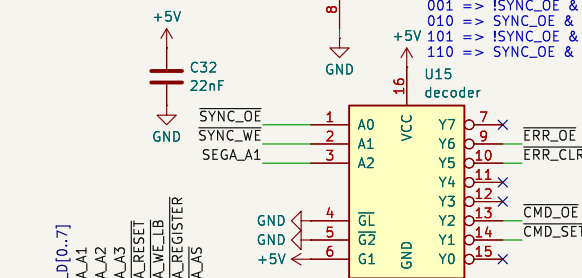 001 => !SYNC_OE &
010 => SYNC_OE &
101 => !SYNC_OE &
110 => SYNC_OE &
+5V
8
GND
+5V
C32
22nF
GND
U15
decoder
16
VCC
SYNC_OE 1 A0 Y7 7
SYNC_WE 2 A1 Y6 9 ERR_OE
SEGA_A1 3 A2 Y5 10 ERR_CLR
Y4 11
Y3 12
GND 4 GL Y2 13 CMD_OE
GND 5 G2 Y1 14 CMD_SET
+5V 6 G1 GND Y0 15
_D[0..7]
A_A1
A_A2
A_A3
A_RESET
A_WE_LB
A_REGISTER
A_AS